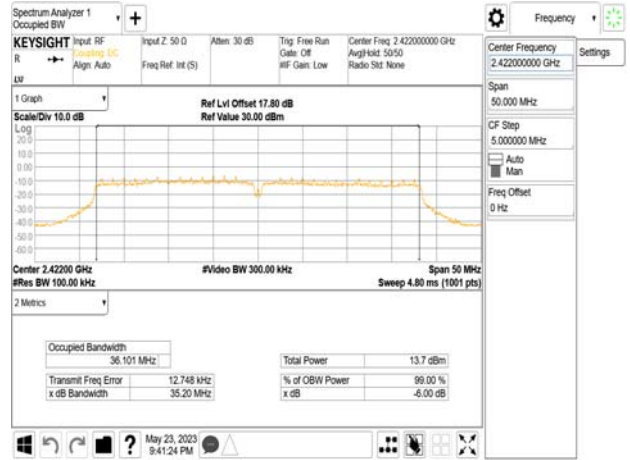 Spectrum Analyzer 1
Occupied BW
Frequency
KEYSIGHT Input: RF Input Z: 50 Ω Atten: 30 dB Trig: Free Run Center Freq: 2.422000000 GHz
R Coupling: DC Gate: Off Avg|Hold: 50/50
Align: Auto Freq Ref: Int (S) #IF Gain: Low Radio Std: None
Center Frequency
2.422000000 GHz
Settings
Span
50.000 MHz
CF Step
5.000000 MHz
Auto
Man
Freq Offset
0 Hz
1 Graph
Ref Lvl Offset 17.80 dB
Scale/Div 10.0 dB Ref Value 30.00 dBm
Log
20.0
10.0
0.00
-10.0
-20.0
-30.0
-40.0
-50.0
-60.0
Center 2.42200 GHz #Video BW 300.00 kHz Span 50 MHz
#Res BW 100.00 kHz Sweep 4.80 ms (1001 pts)
2 Metrics
Occupied Bandwidth
36.101 MHz Total Power 13.7 dBm
Transmit Freq Error 12.748 kHz % of OBW Power 99.00 %
x dB Bandwidth 35.20 MHz x dB -6.00 dB
?
May 23, 2023
9:41:24 PM